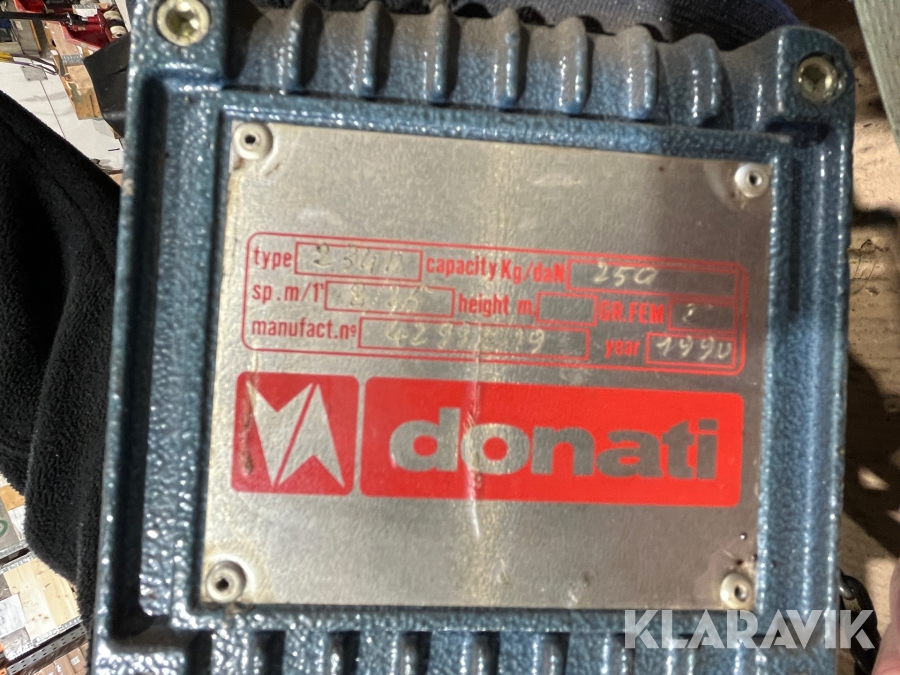 type capacity Kg/daN 250
sp.m/1' height m. GR.FEM
manufact.nº year 1990
donati
KLARAVIK